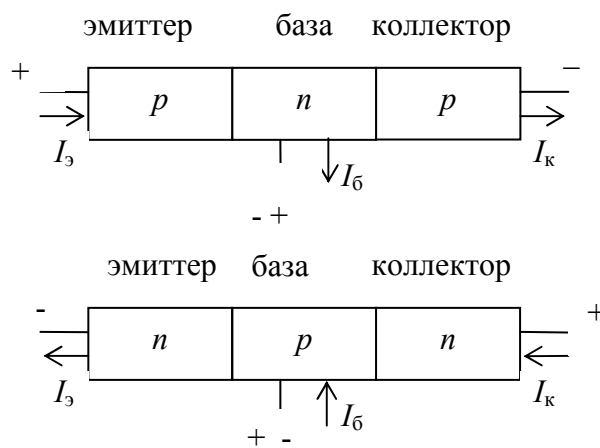 эмиттер база коллектор
+ p n p −
Iэ Iб Iк
- +
эмиттер база коллектор
- n p n +
Iэ Iб Iк
+ -